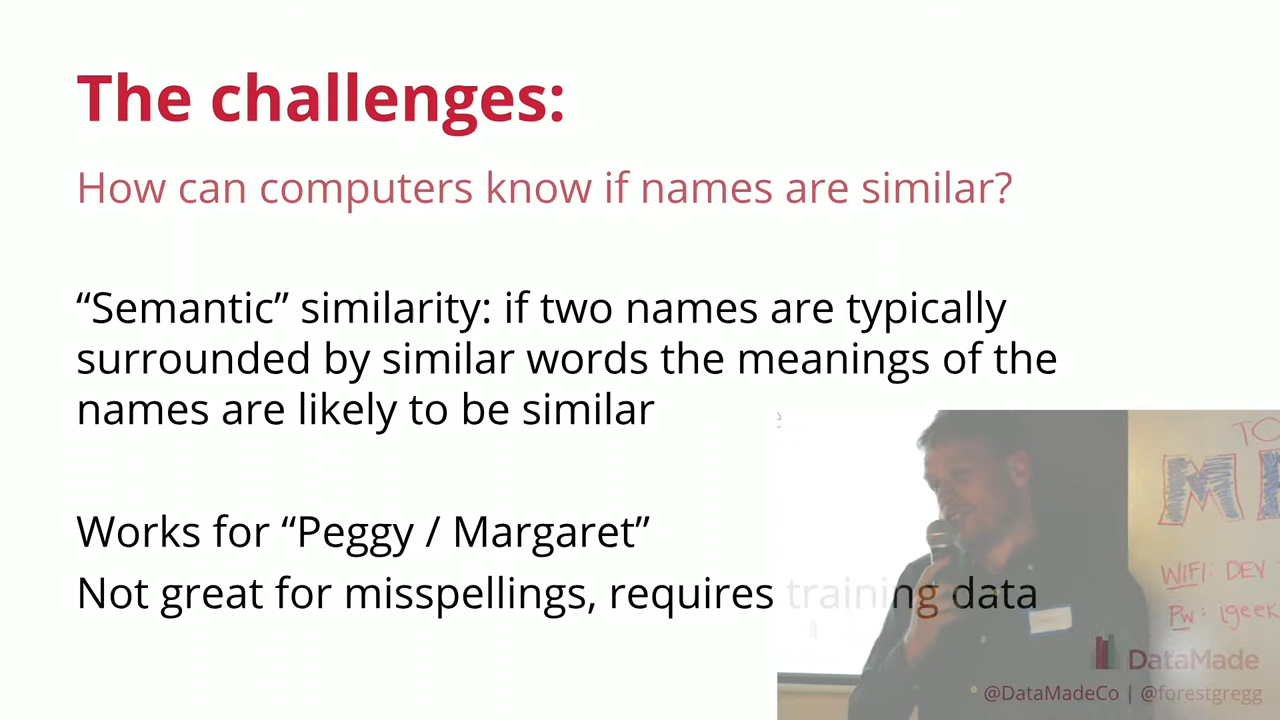 The challenges:
How can computers know if names are similar?
“Semantic” similarity: if two names are typically
surrounded by similar words the meanings of the
names are likely to be similar
Works for “Peggy / Margaret”
Not great for misspellings, requires training data
TO
WIFI: DEV
PW: igeek
DataMade
@DataMadeCo | @forestgregg